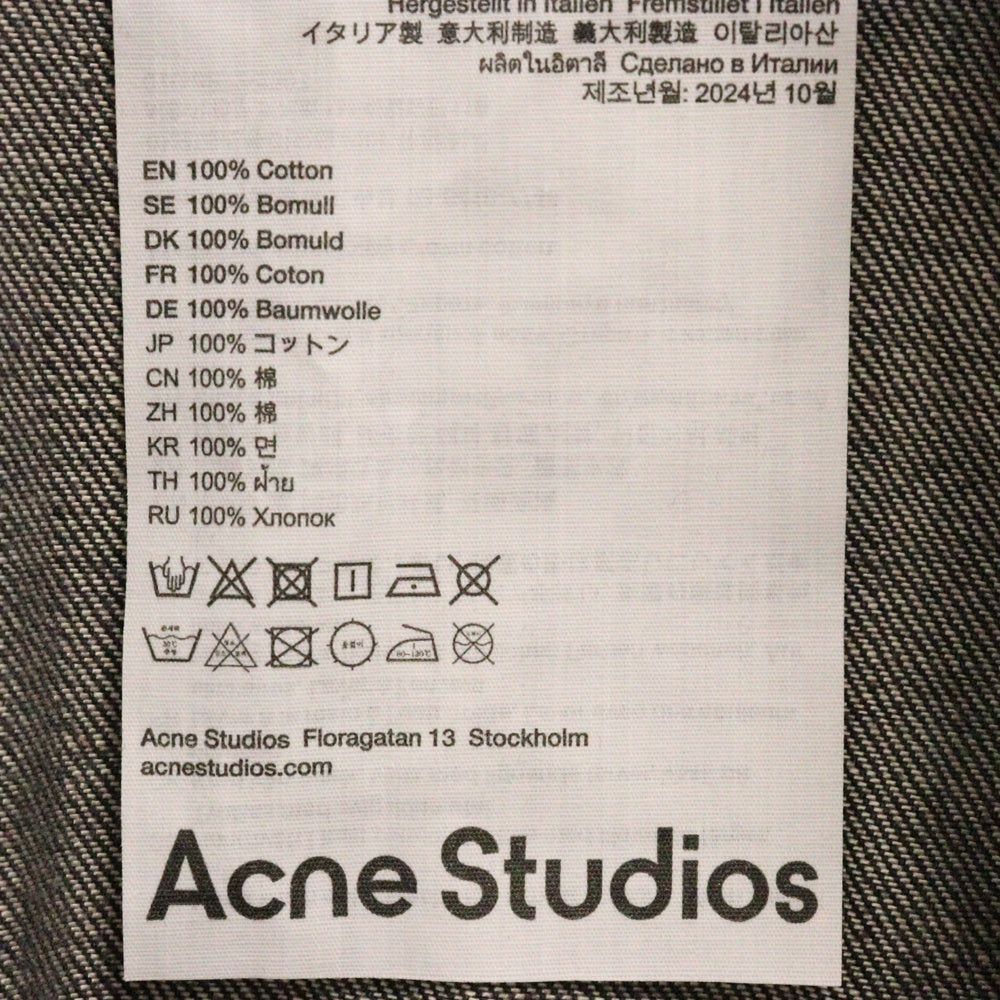 Hergestellt in Italien Fremstillet i Italien
イタリア製 意大利制造 義大利製造 이탈리아산
ผลิตในอิตาลี Сделано в Италии
제조년월: 2024년 10월
EN 100% Cotton
SE 100% Bomull
DK 100% Bomuld
FR 100% Coton
DE 100% Baumwolle
JP 100% コットン
CN 100% 棉
ZH 100% 棉
KR 100% 면
TH 100% ฝ้าย
RU 100% Хлопок
30℃ 80~120℃
Acne Studios Floragatan 13 Stockholm
acnestudios.com
Acne Studios